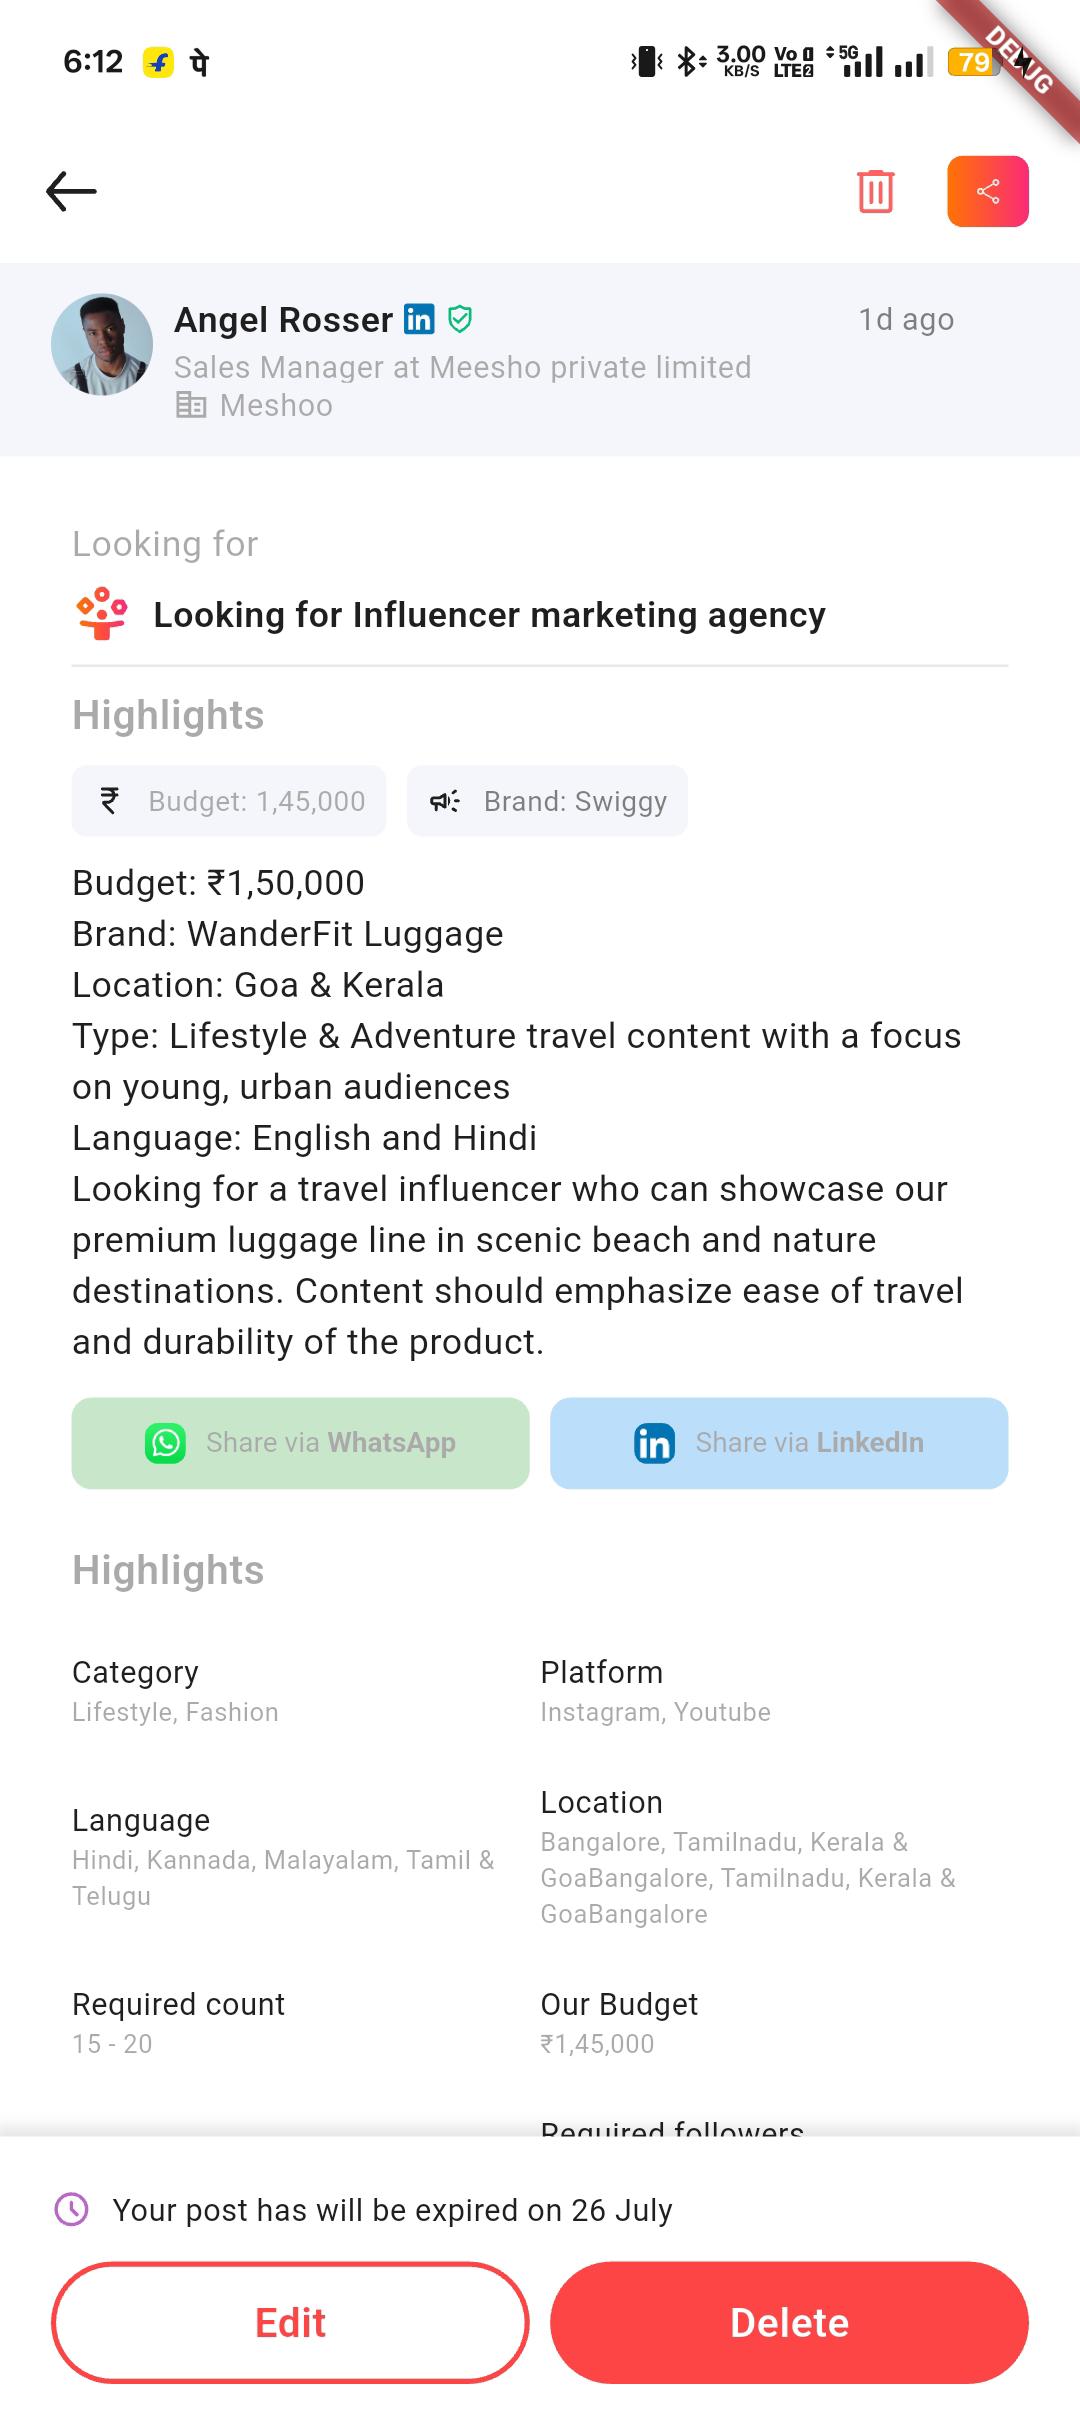 6:12 पे 3.00 KB/S Vo 1 LTE 2 5G 79
DEBUG
Angel Rosser in 1d ago
Sales Manager at Meesho private limited
Meshoo
Looking for
Looking for Influencer marketing agency
Highlights
₹ Budget: 1,45,000 Brand: Swiggy
Budget: ₹1,50,000
Brand: WanderFit Luggage
Location: Goa & Kerala
Type: Lifestyle & Adventure travel content with a focus
on young, urban audiences
Language: English and Hindi
Looking for a travel influencer who can showcase our
premium luggage line in scenic beach and nature
destinations. Content should emphasize ease of travel
and durability of the product.
Share via WhatsApp in Share via LinkedIn
Highlights
Category
Lifestyle, Fashion
Platform
Instagram, Youtube
Language
Hindi, Kannada, Malayalam, Tamil &
Telugu
Location
Bangalore, Tamilnadu, Kerala &
GoaBangalore, Tamilnadu, Kerala &
GoaBangalore
Required count
15 - 20
Our Budget
₹1,45,000
Required followers
Your post has will be expired on 26 July
Edit Delete